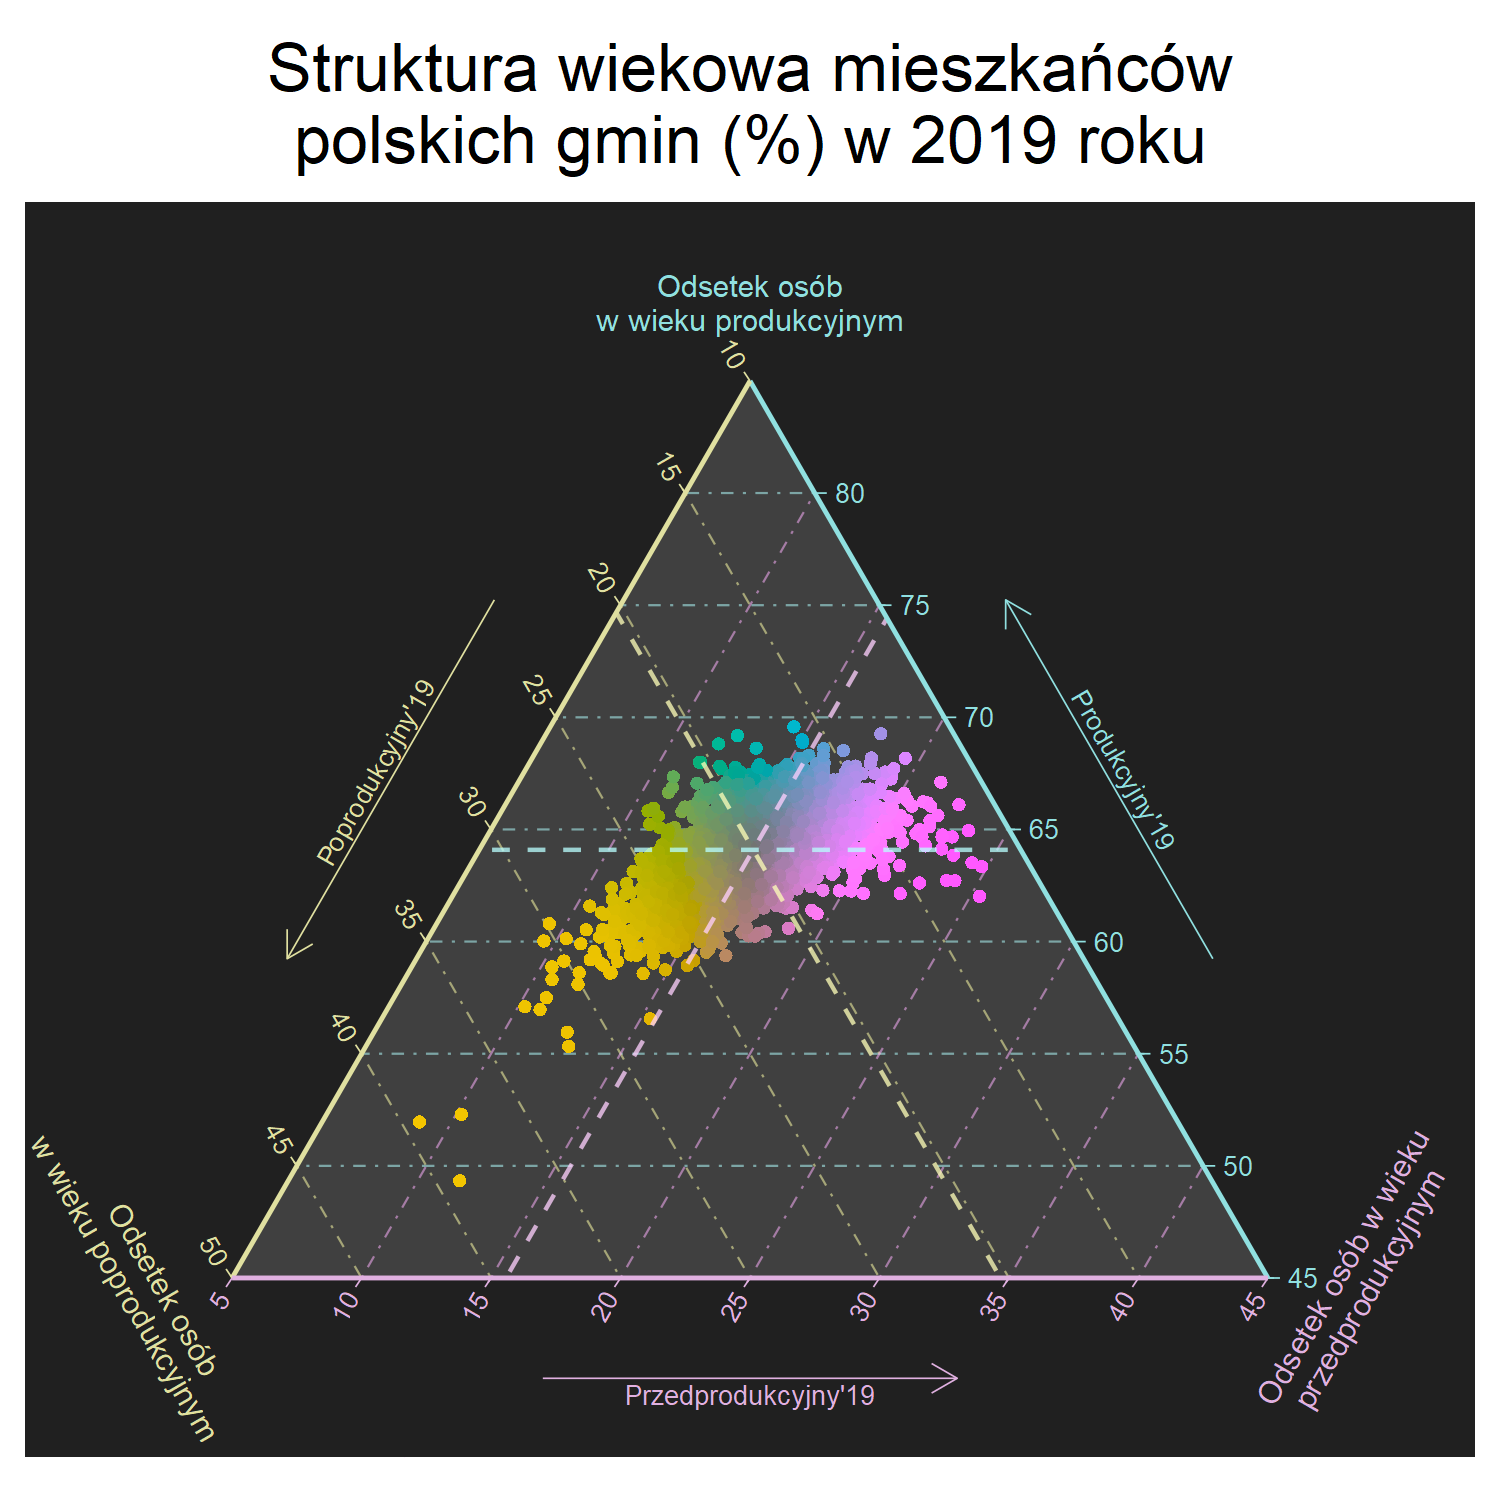 Struktura wiekowa mieszkańców
polskich gmin (%) w 2019 roku
Odsetek osób
w wieku produkcyjnym
10
15
20
25
30
35
40
45
50
80
75
70
65
60
55
50
45
5
10
15
20
25
30
35
40
45
Poprodukcyjny'19
Produkcyjny'19
Przedprodukcyjny'19
Odsetek osób
w wieku poprodukcyjnym
Odsetek osób w wieku
przedprodukcyjnym